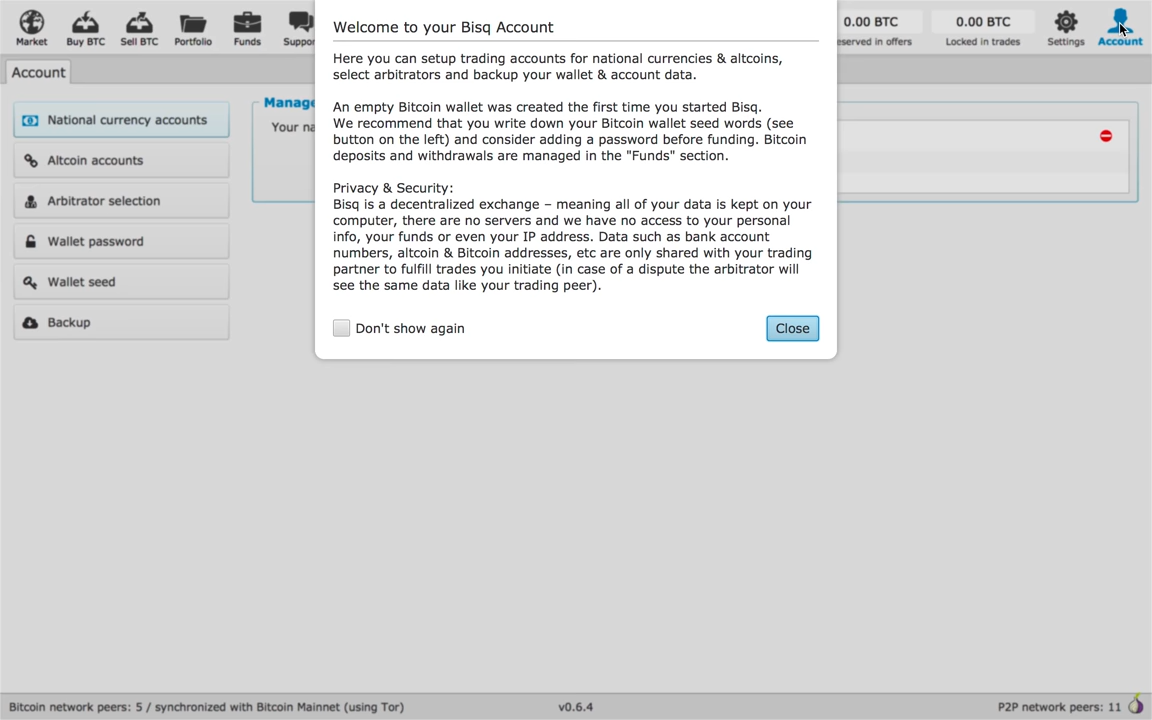 Market
Buy BTC
Sell BTC
Portfolio
Funds
Suppor
0.00 BTC
eserved in offers
0.00 BTC
Locked in trades
Settings
Account
Account
National currency accounts
Altcoin accounts
Arbitrator selection
Wallet password
Wallet seed
Backup
Manage
Your na
Welcome to your Bisq Account
Here you can setup trading accounts for national currencies & altcoins,
select arbitrators and backup your wallet & account data.
An empty Bitcoin wallet was created the first time you started Bisq.
We recommend that you write down your Bitcoin wallet seed words (see
button on the left) and consider adding a password before funding. Bitcoin
deposits and withdrawals are managed in the "Funds" section.
Privacy & Security:
Bisq is a decentralized exchange – meaning all of your data is kept on your
computer, there are no servers and we have no access to your personal
info, your funds or even your IP address. Data such as bank account
numbers, altcoin & Bitcoin addresses, etc are only shared with your trading
partner to fulfill trades you initiate (in case of a dispute the arbitrator will
see the same data like your trading peer).
Don't show again
Close
Bitcoin network peers: 5 / synchronized with Bitcoin Mainnet (using Tor)
v0.6.4
P2P network peers: 11